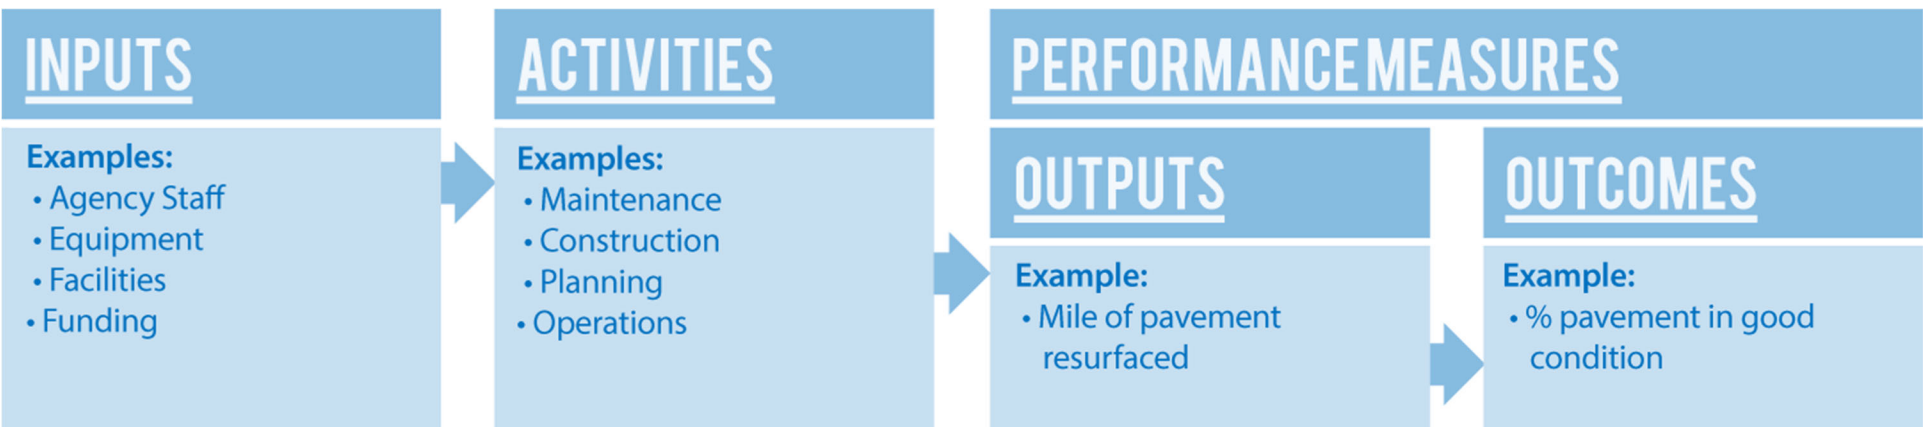 INPUTS
Examples:
• Agency Staff
• Equipment
• Facilities
• Funding
ACTIVITIES
Examples:
• Maintenance
• Construction
• Planning
• Operations
PERFORMANCE MEASURES
OUTPUTS
Example:
• Mile of pavement
resurfaced
OUTCOMES
Example:
• % pavement in good
condition